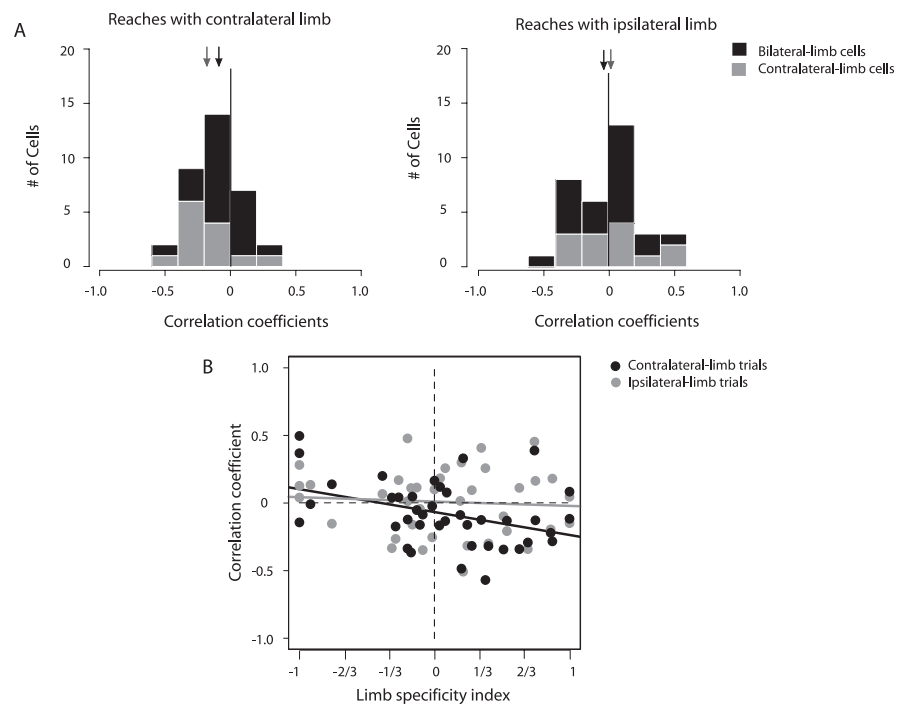 A
Reaches with contralateral limb
Reaches with ipsilateral limb
Bilateral-limb cells
Contralateral-limb cells
20
15
10
5
0
# of Cells
-1.0 -0.5 0 0.5 1.0
Correlation coefficients
20
15
10
5
0
# of Cells
-1.0 -0.5 0 0.5 1.0
Correlation coefficients
B
Contralateral-limb trials
Ipsilateral-limb trials
1.0
0.5
0
-0.5
-1.0
Correlation coefficient
-1 -2/3 -1/3 0 1/3 2/3 1
Limb specificity index